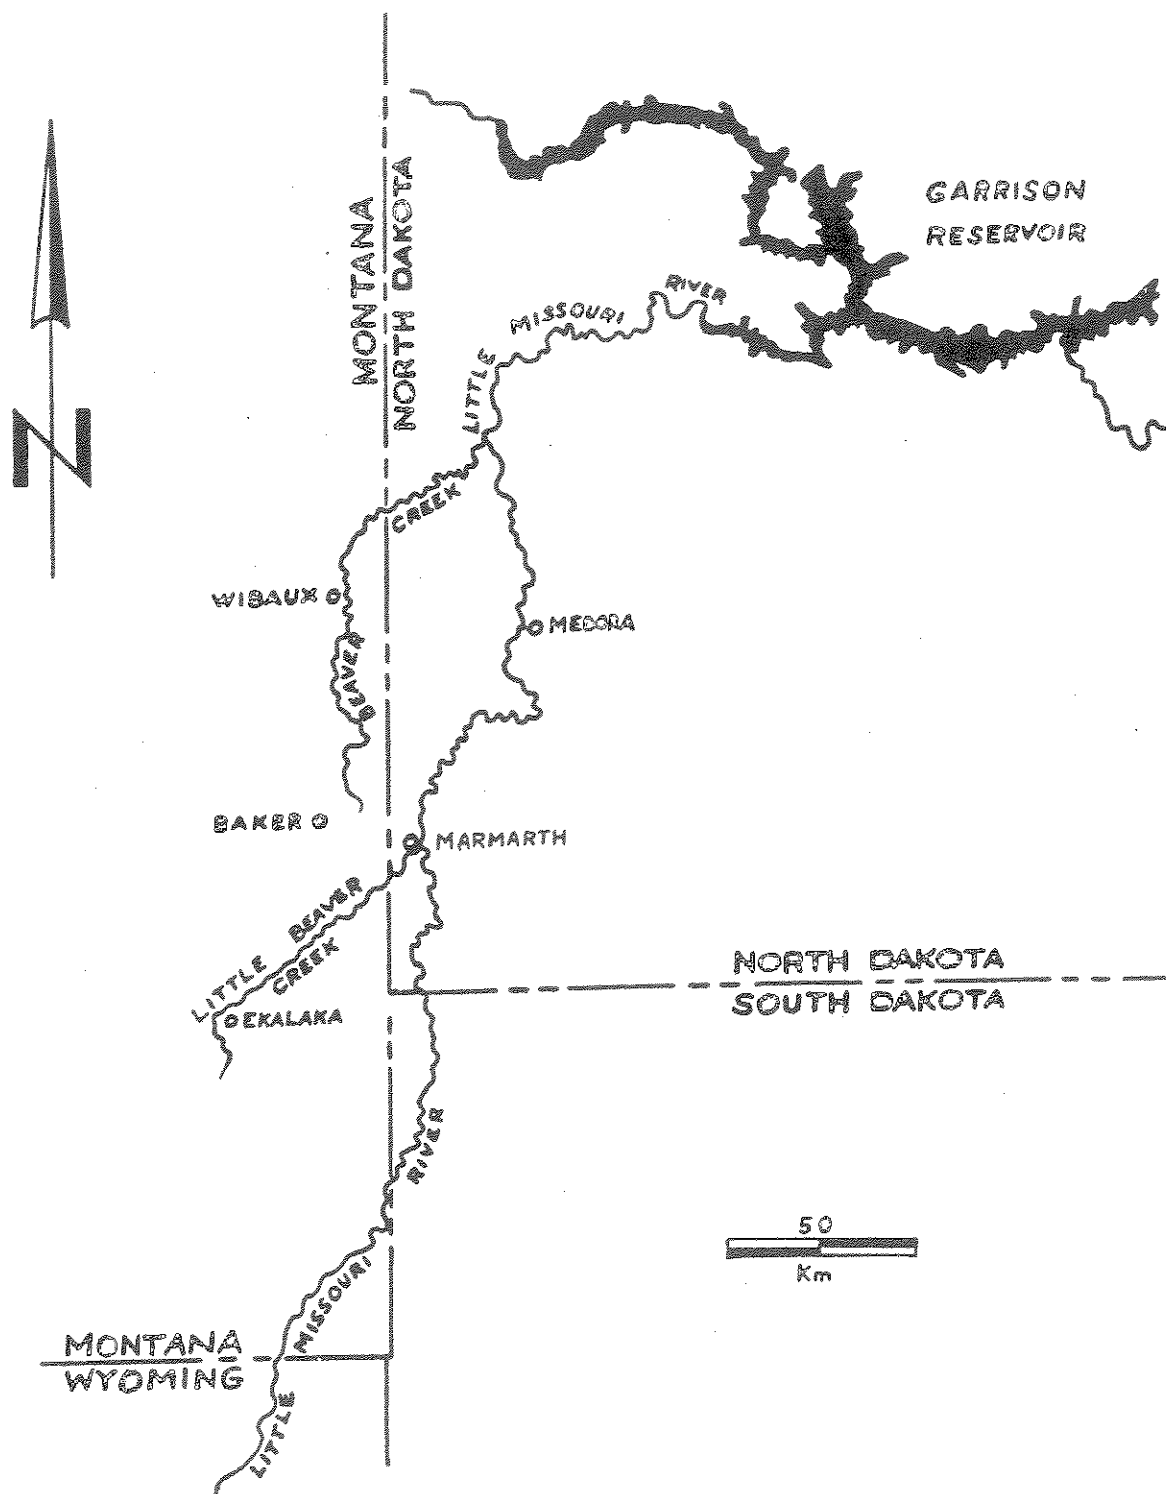 GARRISON
RESERVOIR
MONTANA
NORTH DAKOTA
LITTLE MISSOURI RIVER
N
BEAVER CREEK
WIBAUX
MEDORA
BAKER
MARMARTH
LITTLE BEAVER
CREEK
EKALAKA
NORTH DAKOTA
SOUTH DAKOTA
LITTLE MISSOURI RIVER
50
Km
MONTANA
WYOMING